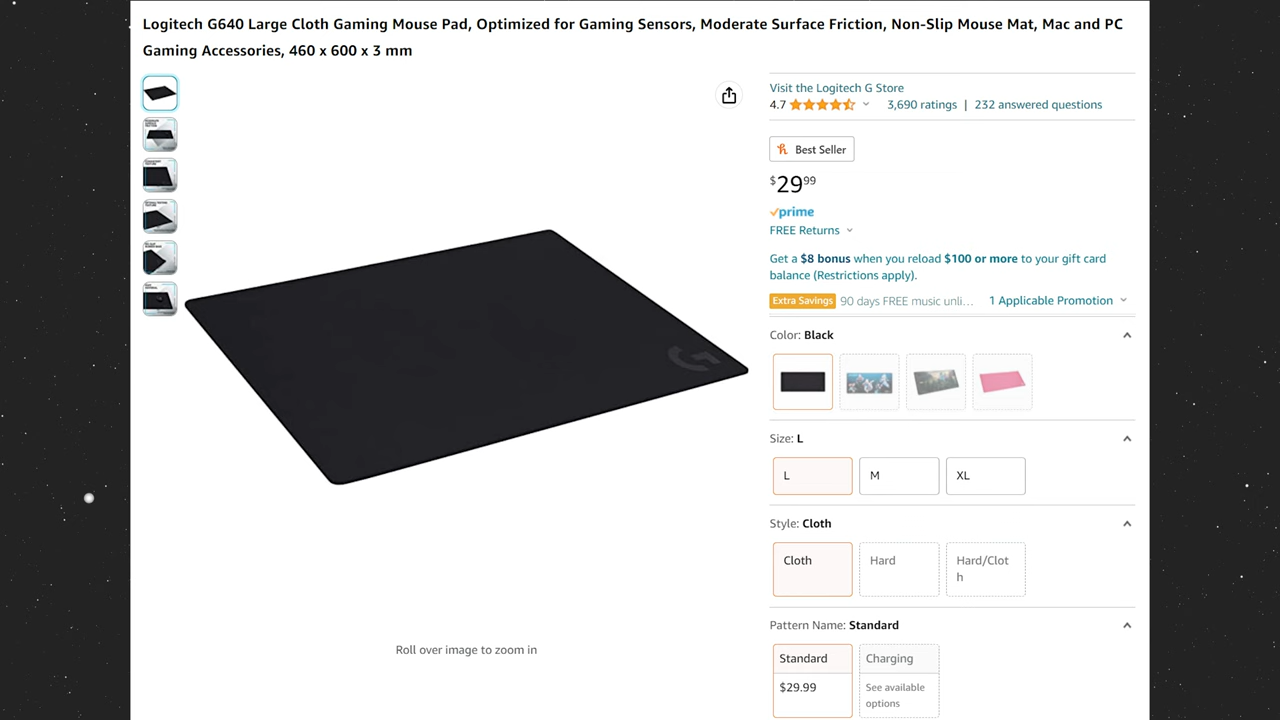 Logitech G640 Large Cloth Gaming Mouse Pad, Optimized for Gaming Sensors, Moderate Surface Friction, Non-Slip Mouse Mat, Mac and PC
Gaming Accessories, 460 x 600 x 3 mm
Visit the Logitech G Store
4.7 3,690 ratings | 232 answered questions
Best Seller
$2999
prime
FREE Returns
Get a $8 bonus when you reload $100 or more to your gift card
balance (Restrictions apply).
Extra Savings 90 days FREE music unli... 1 Applicable Promotion
Color: Black
Size: L
L M XL
Style: Cloth
Cloth Hard Hard/Clot
h
Pattern Name: Standard
Standard Charging
$29.99 See available
options
Roll over image to zoom in